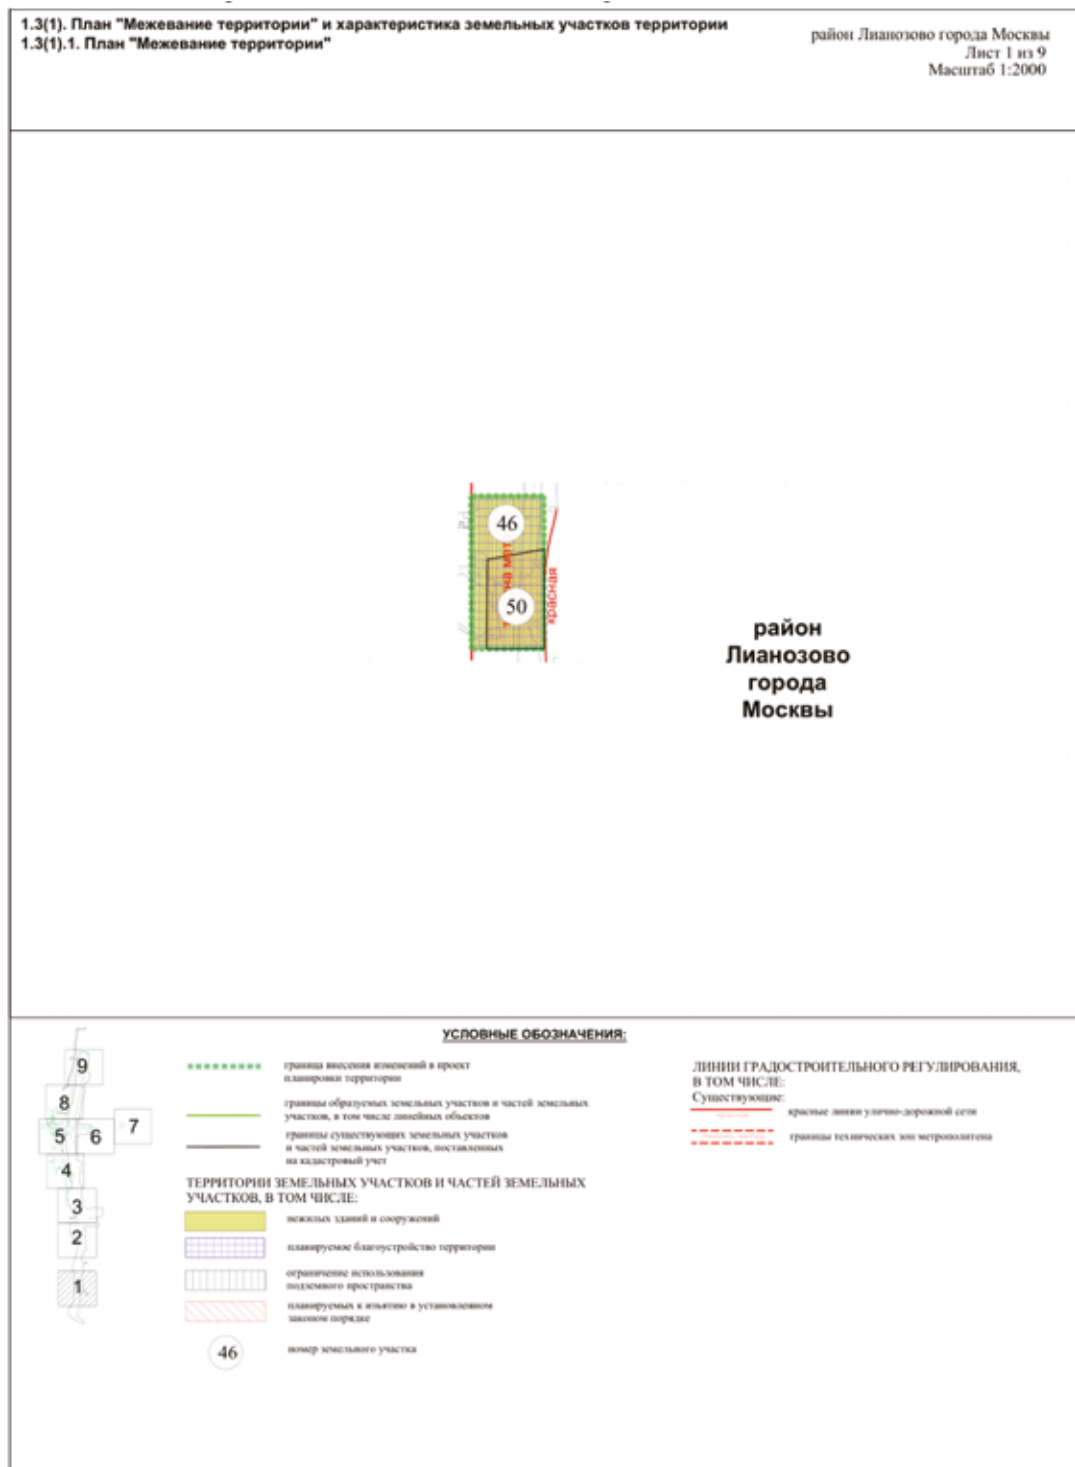 1.3(1). План "Межевание территории" и характеристика земельных участков территории
1.3(1).1. План "Межевание территории"
район Лианозово города Москвы
Лист 1 из 9
Масштаб 1:2000
46
50
красная
район
Лианозово
города
Москвы
УСЛОВНЫЕ ОБОЗНАЧЕНИЯ:
9
8
5
6
7
4
3
2
1
граница внесения изменений в проект
планировки территории
границы образуемых земельных участков и частей земельных
участков, в том числе линейных объектов
границы существующих земельных участков
и частей земельных участков, поставленных
на кадастровый учет
ТЕРРИТОРИИ ЗЕМЕЛЬНЫХ УЧАСТКОВ И ЧАСТЕЙ ЗЕМЕЛЬНЫХ
УЧАСТКОВ, В ТОМ ЧИСЛЕ:
нежилых зданий и сооружений
планируемое благоустройство территории
ограничение использования
подземного пространства
планируемых к изъятию в установленном
законом порядке
46
номер земельного участка
ЛИНИИ ГРАДОСТРОИТЕЛЬНОГО РЕГУЛИРОВАНИЯ,
В ТОМ ЧИСЛЕ:
Существующие:
красные линии улично-дорожной сети
границы технических зон метрополитена